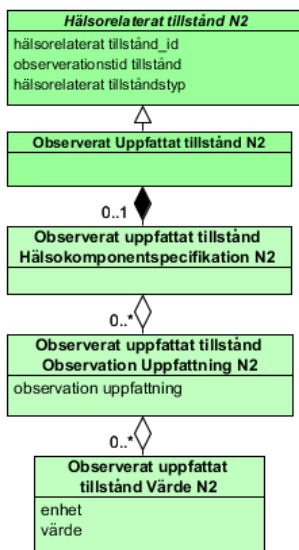 Hälsorelaterat tillstånd N2
hälsorelaterat tillstånd_id
observerationstid tillstånd
hälsorelaterat tillståndstyp
Observerat Uppfattat tillstånd N2
0..1
Observerat uppfattat tillstånd
Hälsokomponentspecifikation N2
0..*
Observerat uppfattat tillstånd
Observation Uppfattning N2
observation uppfattning
0..*
Observerat uppfattat
tillstånd Värde N2
enhet
värde